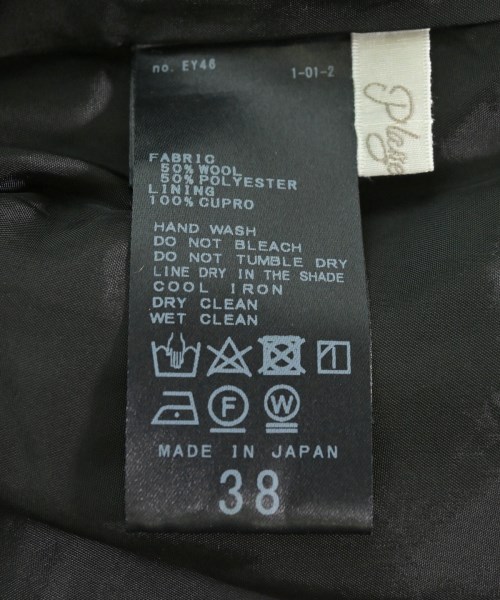 no. EY46 1-01-2
FABRIC
50% WOOL
50% POLYESTER
LINING
100% CUPRO
HAND WASH
DO NOT BLEACH
DO NOT TUMBLE DRY
LINE DRY IN THE SHADE
COOL IRON
DRY CLEAN
WET CLEAN
F W
MADE IN JAPAN
38